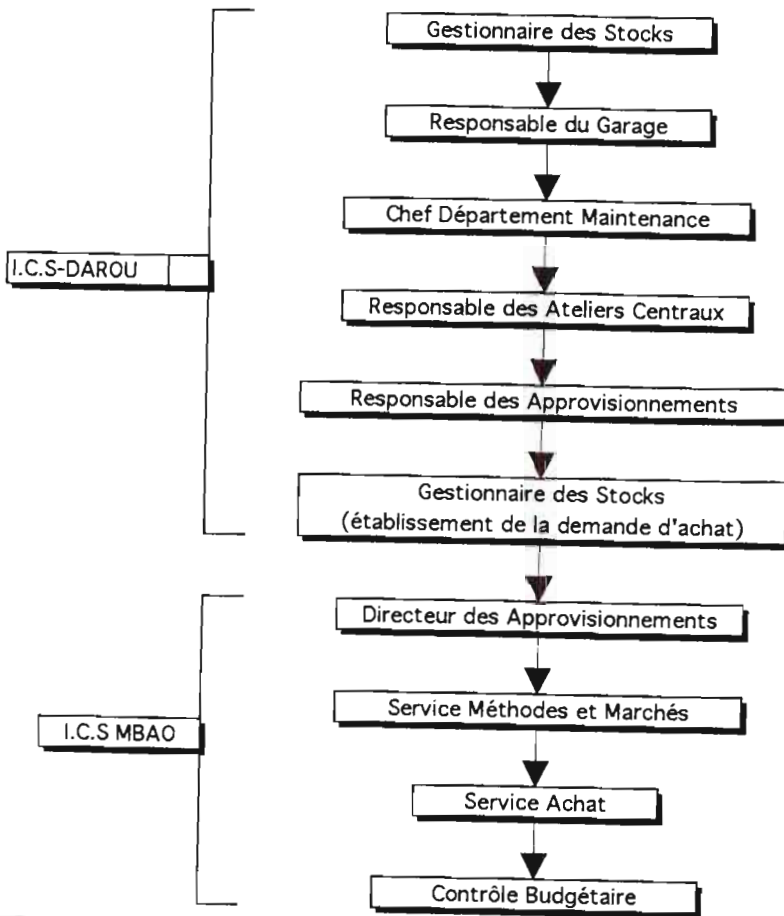 Gestionnaire des Stocks
Responsable du Garage
Chef Département Maintenance
I.C.S-DAROU
Responsable des Ateliers Centraux
Responsable des Approvisionnements
Gestionnaire des Stocks
(établissement de la demande d'achat)
Directeur des Approvisionnements
I.C.S MBAO
Service Méthodes et Marchés
Service Achat
Contrôle Budgétaire